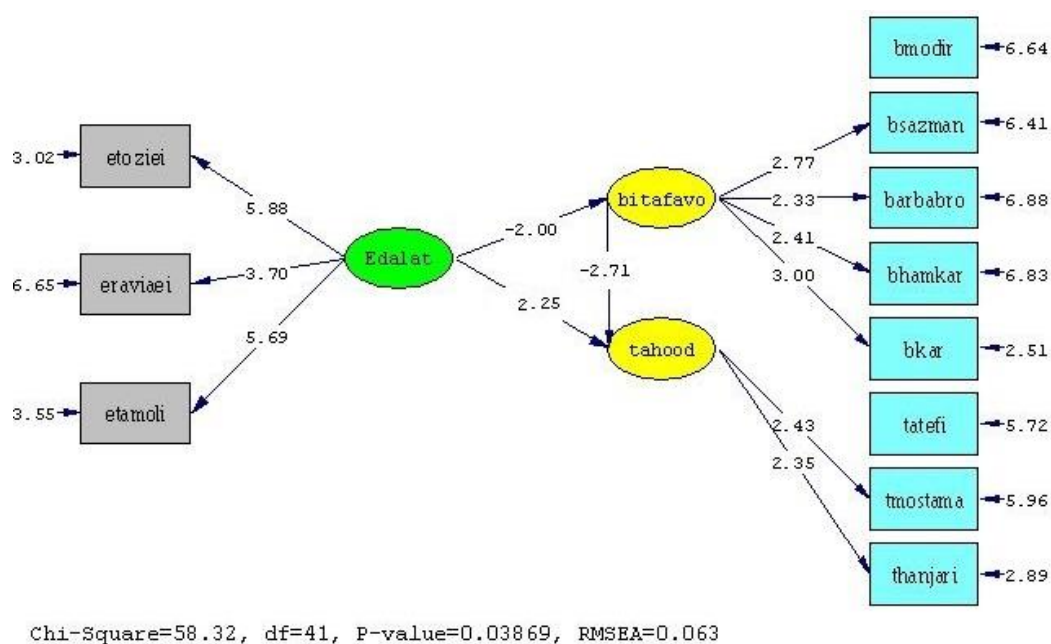 bmodir
6.64
bsazman
6.41
3.02
etoziei
2.77
bitafavo
2.33
barbabro
6.88
5.88
-2.00
2.41
Edalat
3.00
bhamkar
6.83
6.65
eraviaei
-3.70
-2.71
2.25
5.69
tahood
bkar
2.51
3.55
etamoli
2.43
tatefi
5.72
2.35
tmostama
5.96
thanjari
2.89
Chi-Square=58.32, df=41, P-value=0.03869, RMSEA=0.063